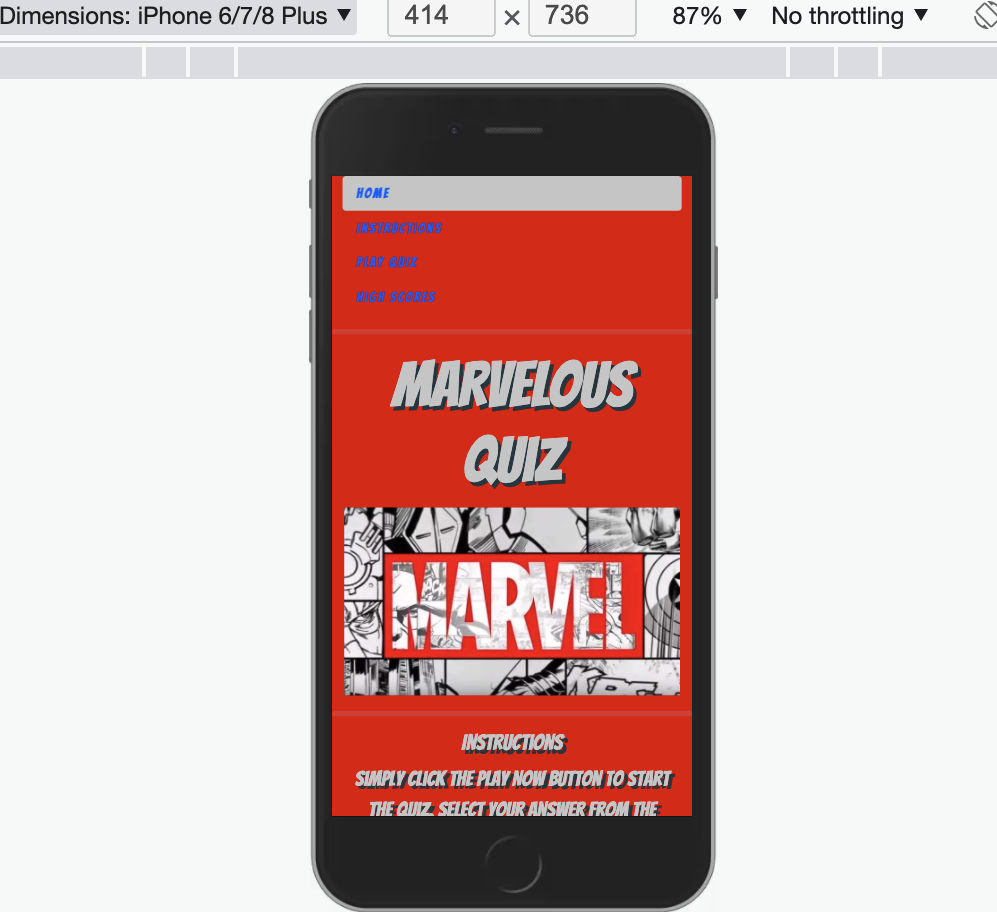 Dimensions: iPhone 6/7/8 Plus ▼ 414 × 736 87% ▼ No throttling ▼
HOME
INSTRUCTIONS
PLAY QUIZ
HIGH SCORES
MARVELOUS
QUIZ
MARVEL
INSTRUCTIONS
SIMPLY CLICK THE PLAY NOW BUTTON TO START
THE QUIZ. SELECT YOUR ANSWER FROM THE